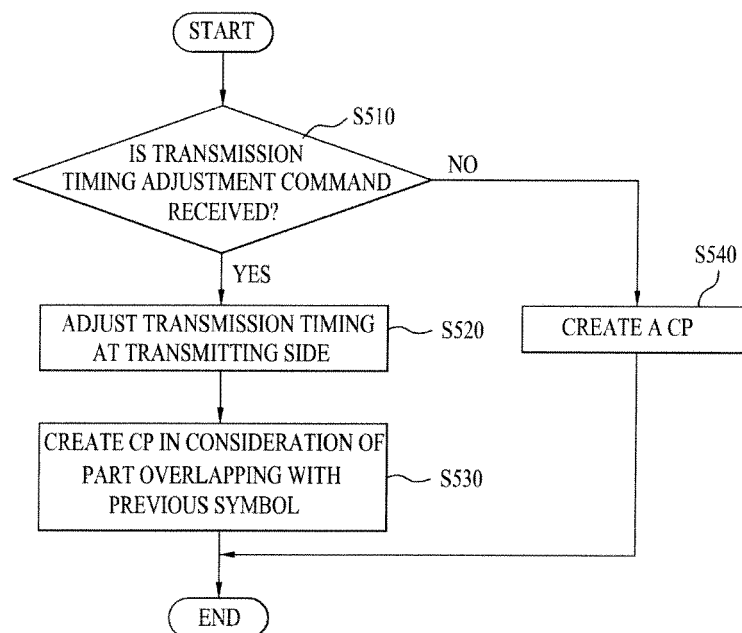 START
S510
IS TRANSMISSION
TIMING ADJUSTMENT COMMAND
RECEIVED?
NO
YES
S540
ADJUST TRANSMISSION TIMING
AT TRANSMITTING SIDE
S520
CREATE A CP
CREATE CP IN CONSIDERATION OF
PART OVERLAPPING WITH
PREVIOUS SYMBOL
S530
END